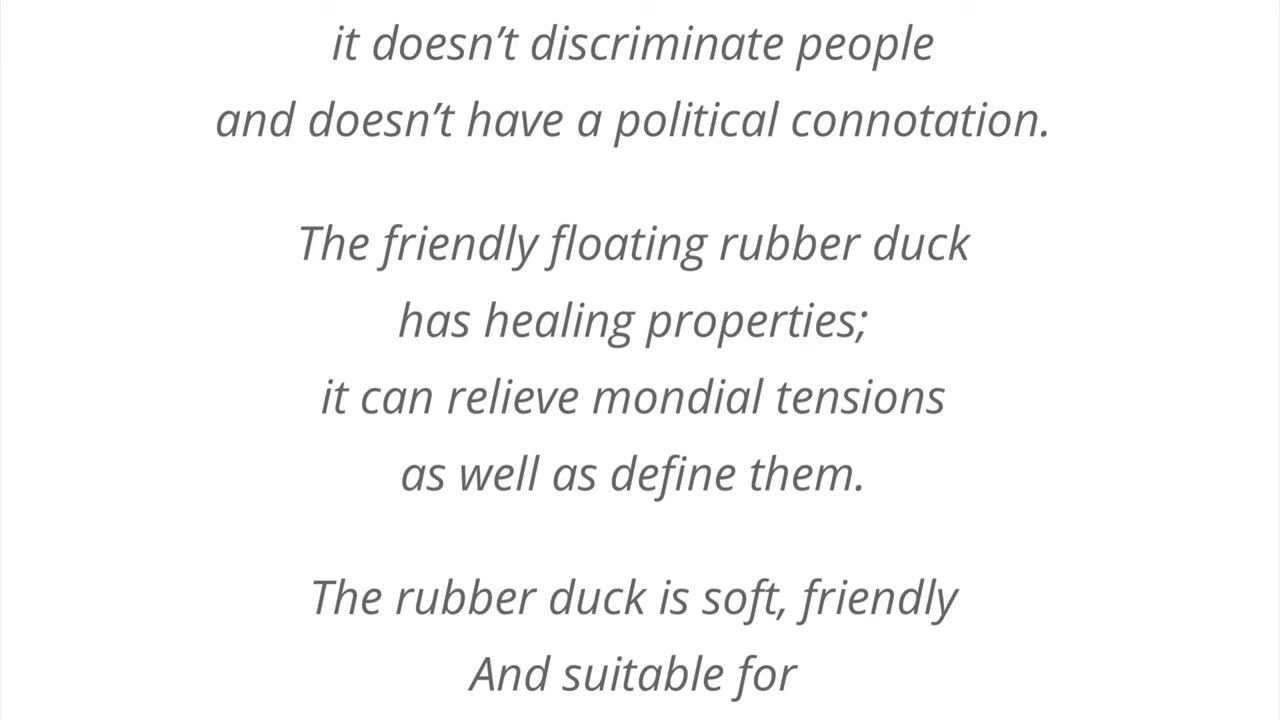 it doesn’t discriminate people
and doesn’t have a political connotation.
The friendly floating rubber duck
has healing properties;
it can relieve mondial tensions
as well as define them.
The rubber duck is soft, friendly
And suitable for